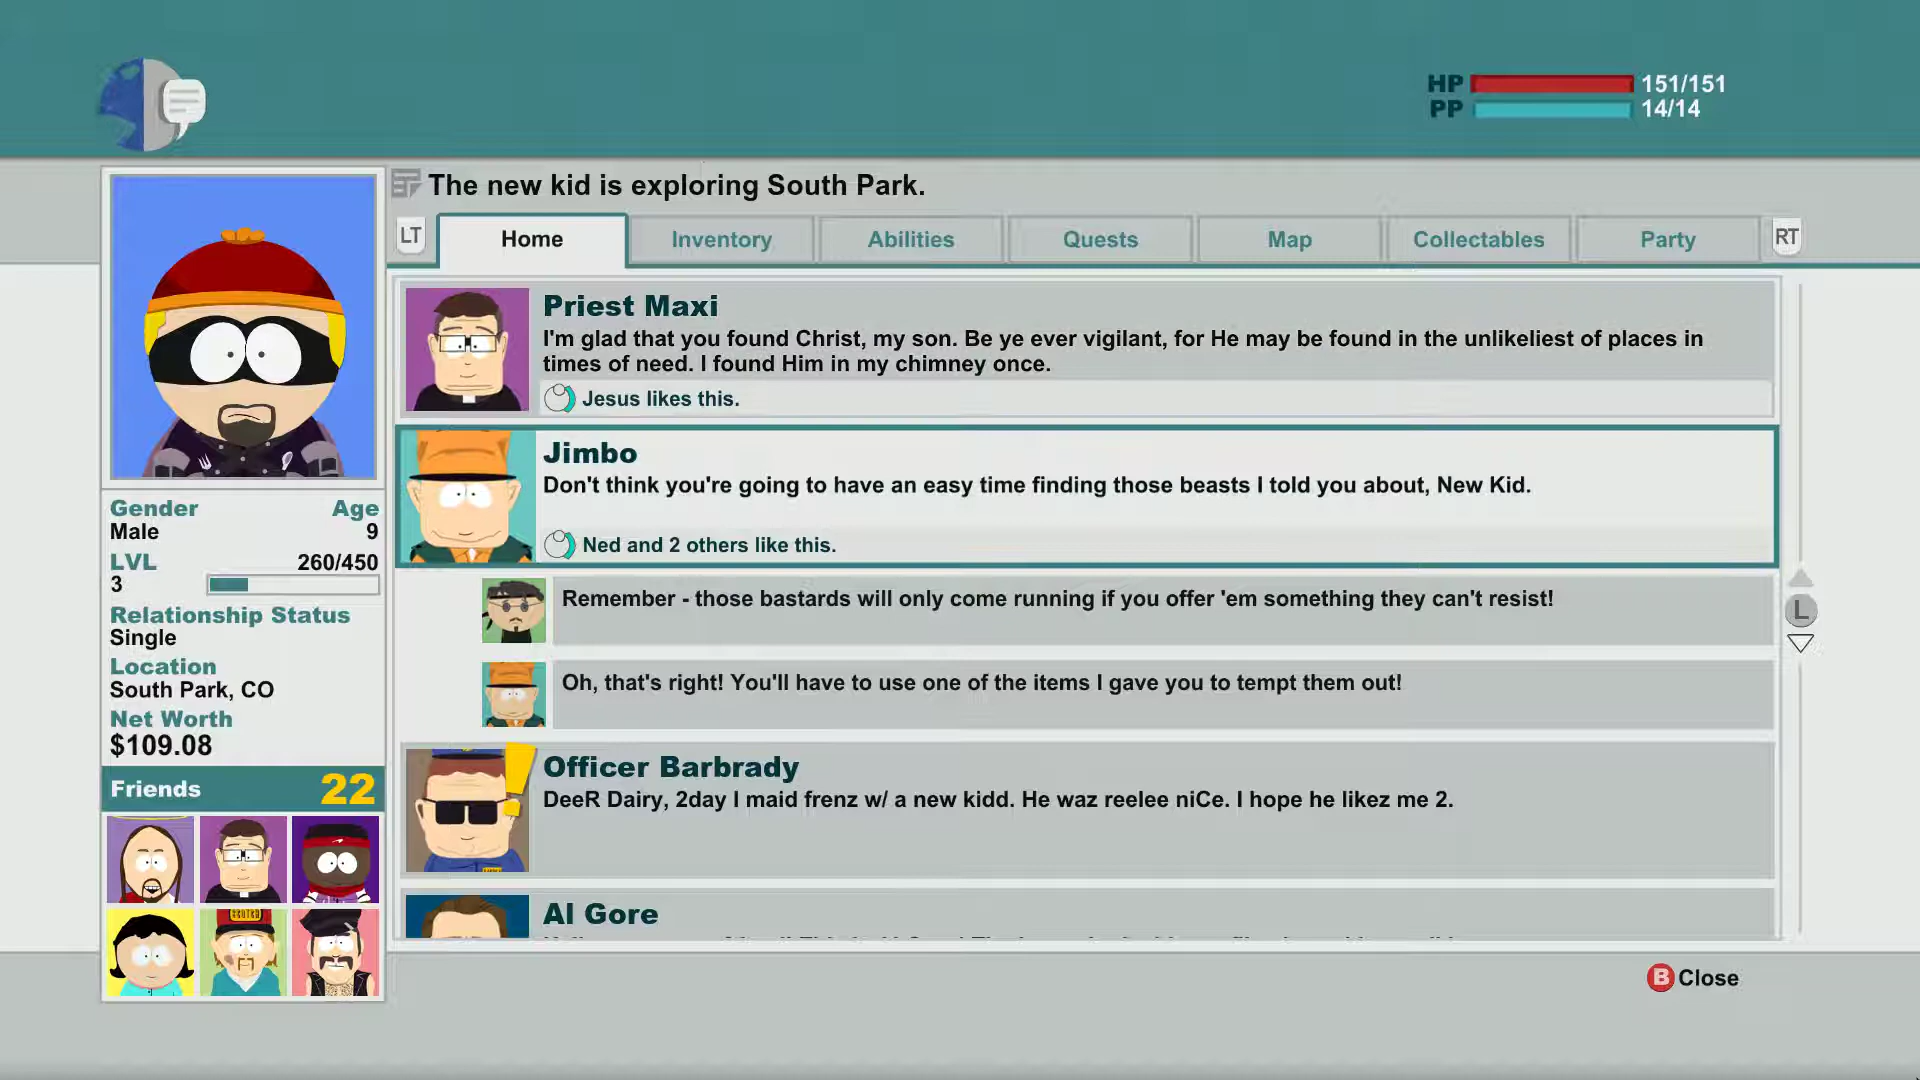 HP 151/151
PP 14/14
The new kid is exploring South Park.
LT Home Inventory Abilities Quests Map Collectables Party RT
Gender Age
Male 9
LVL 260/450
3
Relationship Status
Single
Location
South Park, CO
Net Worth
$109.08
Friends 22
Priest Maxi
I'm glad that you found Christ, my son. Be ye ever vigilant, for He may be found in the unlikeliest of places in
times of need. I found Him in my chimney once.
Jesus likes this.
Jimbo
Don't think you're going to have an easy time finding those beasts I told you about, New Kid.
Ned and 2 others like this.
Remember - those bastards will only come running if you offer 'em something they can't resist!
Oh, that's right! You'll have to use one of the items I gave you to tempt them out!
L
Officer Barbrady
DeeR Dairy, 2day I maid frenz w/ a new kidd. He waz reelee niCe. I hope he likez me 2.
Al Gore
B Close